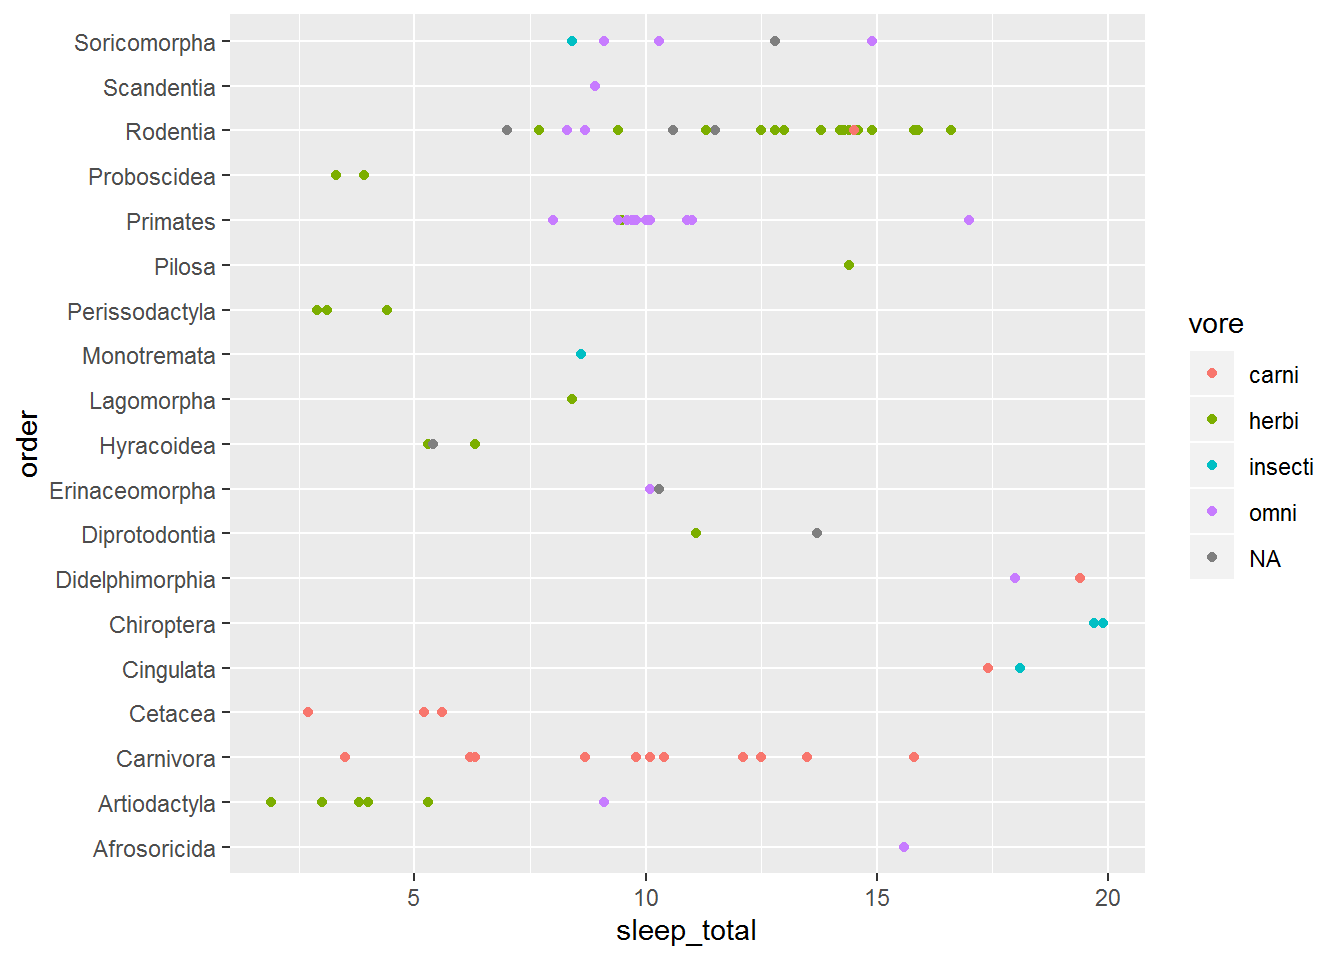 order
Soricomorpha
Scandentia
Rodentia
Proboscidea
Primates
Pilosa
Perissodactyla
Monotremata
Lagomorpha
Hyracoidea
Erinaceomorpha
Diprotodontia
Didelphimorphia
Chiroptera
Cingulata
Cetacea
Carnivora
Artiodactyla
Afrosoricida
5 10 15 20
sleep_total
vore
carni
herbi
insecti
omni
NA